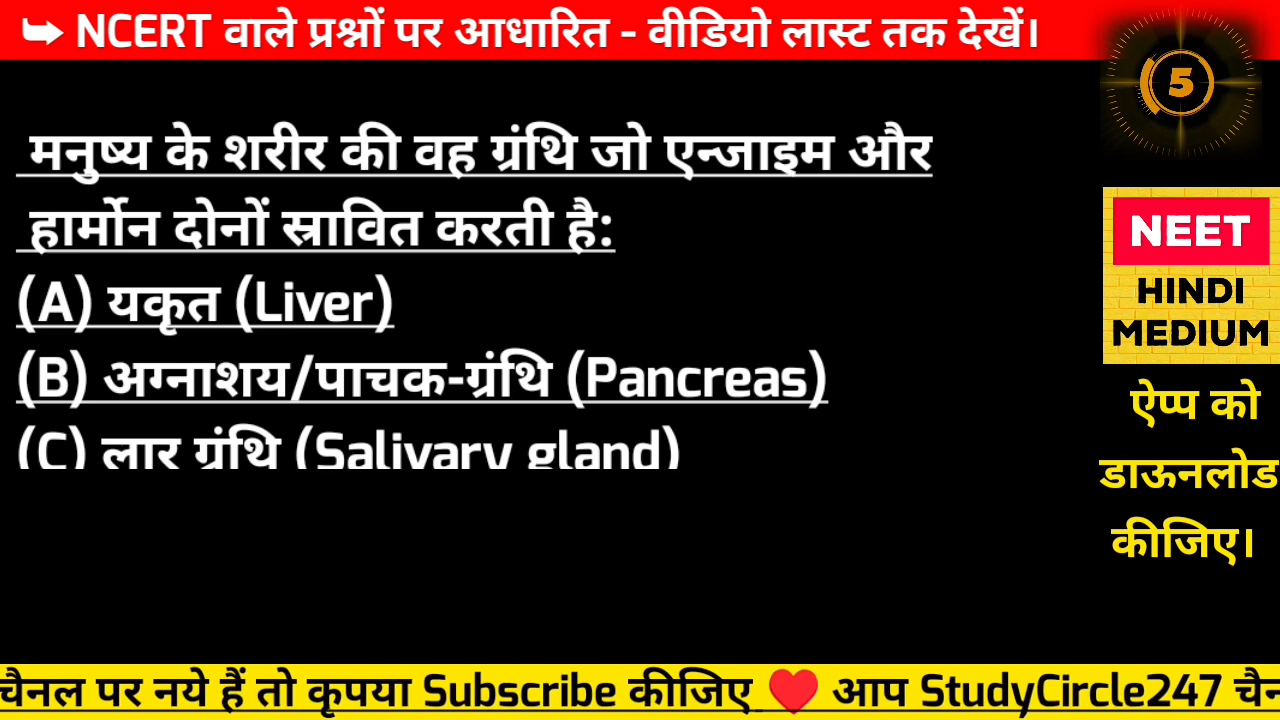 ➥ NCERT वाले प्रश्नों पर आधारित - वीडियो लास्ट तक देखें।
5
मनुष्य के शरीर की वह ग्रंथि जो एन्जाइम और
हार्मोन दोनों स्रावित करती है:
(A) यकृत (Liver)
(B) अग्नाशय/पाचक-ग्रंथि (Pancreas)
(C) लार ग्रंथि (Salivary gland)
NEET
HINDI
MEDIUM
ऐप्प को
डाऊनलोड
कीजिए।
चैनल पर नये हैं तो कृपया Subscribe कीजिए ❤️ आप StudyCircle247 चैन